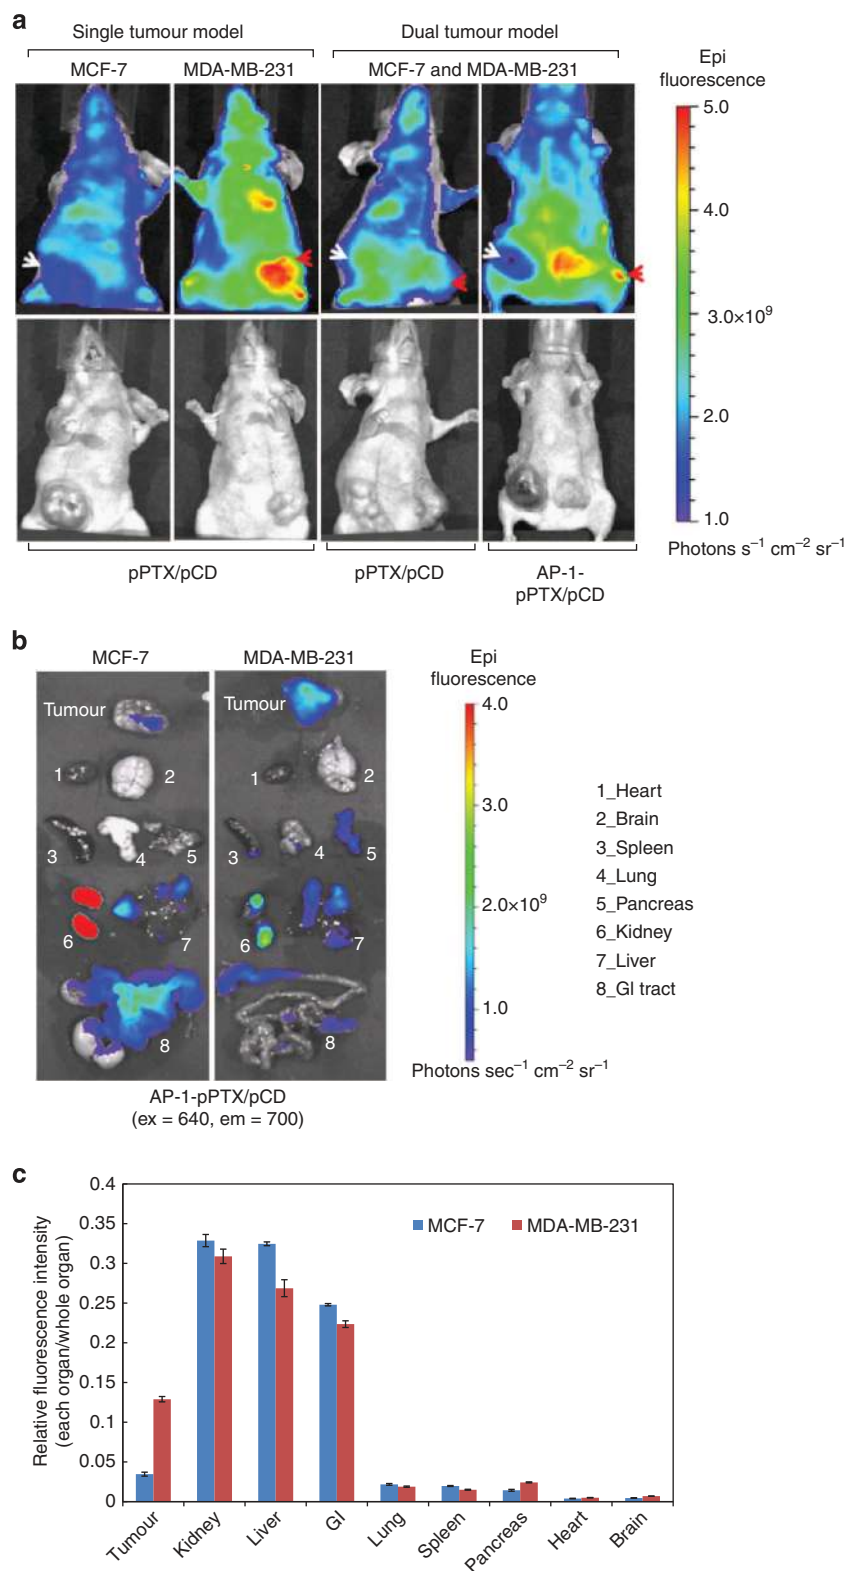 a
Single tumour model
Dual tumour model
MCF-7
MDA-MB-231
MCF-7 and MDA-MB-231
Epi
fluorescence
5.0
4.0
3.0×10⁹
2.0
1.0
Photons s⁻¹ cm⁻² sr⁻¹
pPTX/pCD
pPTX/pCD
AP-1-
pPTX/pCD
b
MCF-7
MDA-MB-231
Epi
fluorescence
Tumour
Tumour
1
2
1
2
3
4
5
3
4
5
6
7
6
7
8
8
4.0
3.0
2.0×10⁹
1.0
Photons sec⁻¹ cm⁻² sr⁻¹
1_Heart
2_Brain
3_Spleen
4_Lung
5_Pancreas
6_Kidney
7_Liver
8_GI tract
AP-1-pPTX/pCD
(ex = 640, em = 700)
c
Relative fluorescence intensity
(each organ/whole organ)
0.4
0.35
0.3
0.25
0.2
0.15
0.1
0.05
0
MCF-7
MDA-MB-231
Tumour
Kidney
Liver
GI
Lung
Spleen
Pancreas
Heart
Brain